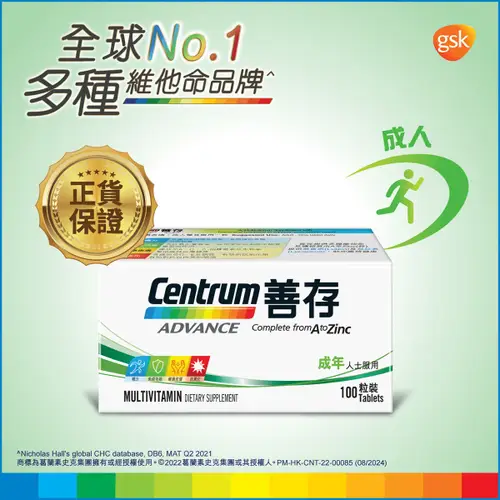 全球No.1
多種維他命品牌^
gsk
成人
正貨
保證
Centrum 善存
ADVANCE
Complete from A to Zinc
成年人士服用
MULTIVITAMIN DIETARY SUPPLEMENT
100粒裝
Tablets
^Nicholas Hall's global CHC database, DB6, MAT Q2 2021
商標為葛蘭素史克集團擁有或經授權使用。©2022葛蘭素史克集團或其授權人。PM-HK-CNT-22-00085 (08/2024)